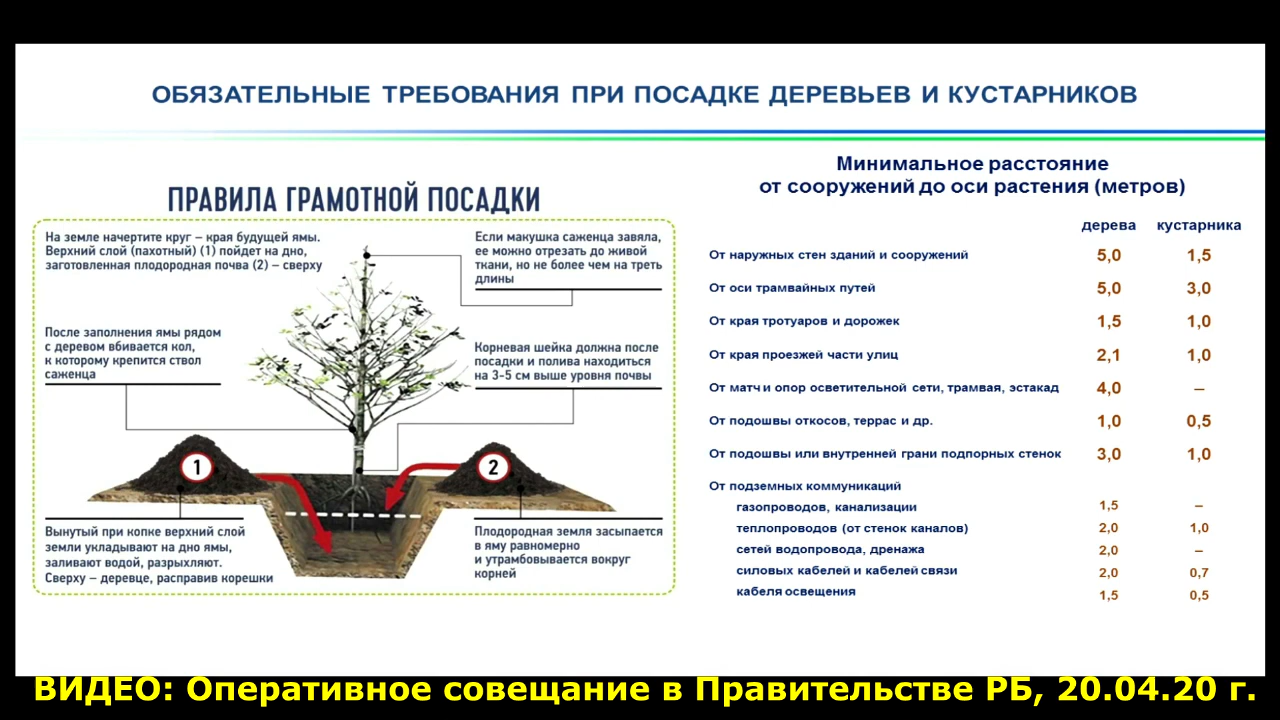 ОБЯЗАТЕЛЬНЫЕ ТРЕБОВАНИЯ ПРИ ПОСАДКЕ ДЕРЕВЬЕВ И КУСТАРНИКОВ
ПРАВИЛА ГРАМОТНОЙ ПОСАДКИ
На земле начертите круг – края будущей ямы.
Верхний слой (пахотный) (1) пойдет на дно,
заготовленная плодородная почва (2) – сверху
Если макушка саженца завяла,
ее можно отрезать до живой
ткани, но не более чем на треть
длины
После заполнения ямы рядом
с деревом вбивается кол,
к которому крепится ствол
саженца
Корневая шейка должна после
посадки и полива находиться
на 3-5 см выше уровня почвы
1
2
Вынутый при копке верхний слой
земли укладывают на дно ямы,
заливают водой, разрыхляют.
Сверху – деревце, расправив корешки
Плодородная земля засыпается
в яму равномерно
и утрамбовывается вокруг
корней
Минимальное расстояние
от сооружений до оси растения (метров)
дерева кустарника
От наружных стен зданий и сооружений 5,0 1,5
От оси трамвайных путей 5,0 3,0
От края тротуаров и дорожек 1,5 1,0
От края проезжей части улиц 2,1 1,0
От матч и опор осветительной сети, трамвая, эстакад 4,0 –
От подошвы откосов, террас и др. 1,0 0,5
От подошвы или внутренней грани подпорных стенок 3,0 1,0
От подземных коммуникаций
газопроводов, канализации 1,5 –
теплопроводов (от стенок каналов) 2,0 1,0
сетей водопровода, дренажа 2,0 –
силовых кабелей и кабелей связи 2,0 0,7
кабеля освещения 1,5 0,5
ВИДЕО: Оперативное совещание в Правительстве РБ, 20.04.20 г.